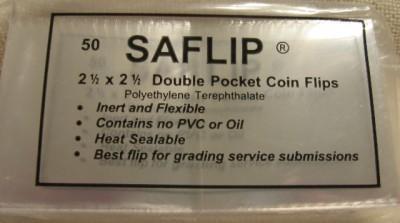 50 SAFLIP ®
2 ½ x 2 ½ Double Pocket Coin Flips
Polyethylene Terephthalate
• Inert and Flexible
• Contains no PVC or Oil
• Heat Sealable
• Best flip for grading service submissions